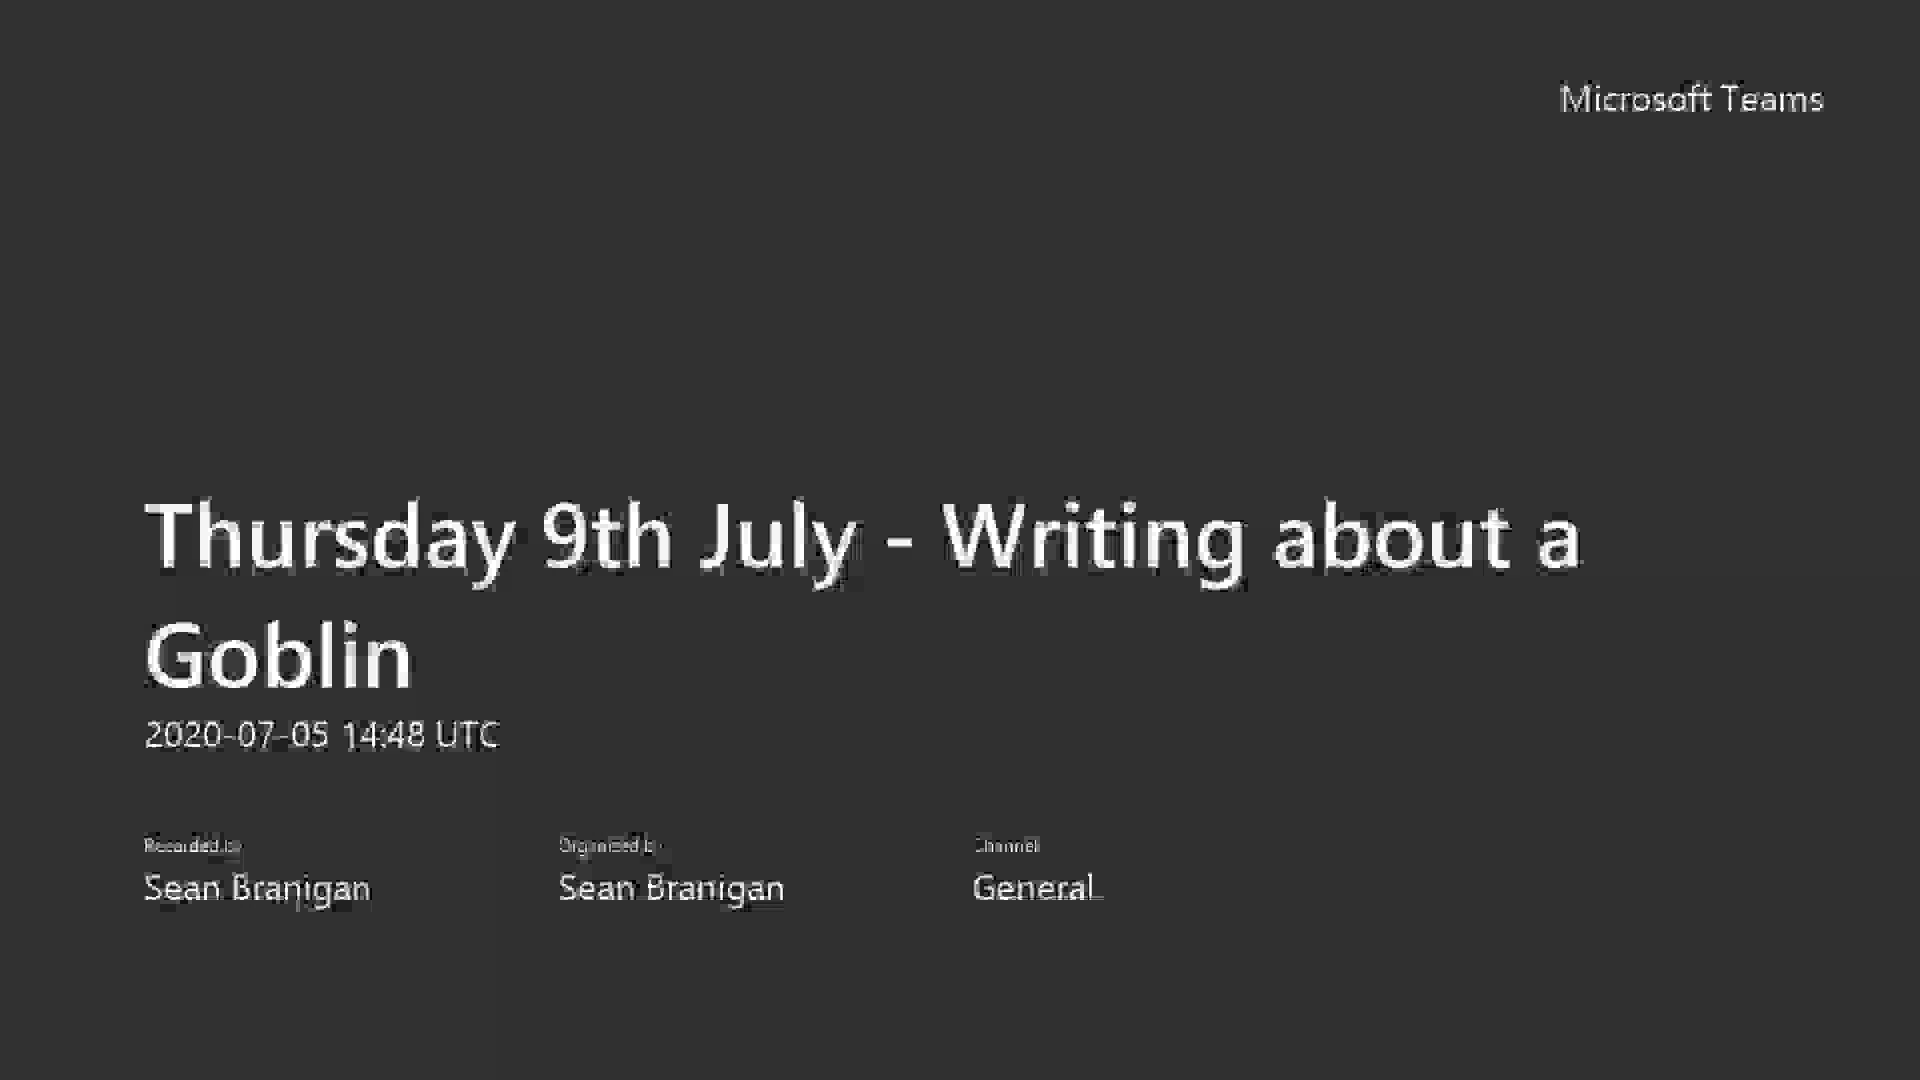 Microsoft Teams
Thursday 9th July - Writing about a
Goblin
2020-07-05 14:48 UTC
Recorded by
Organized by
Channel
Sean Branigan
Sean Branigan
General